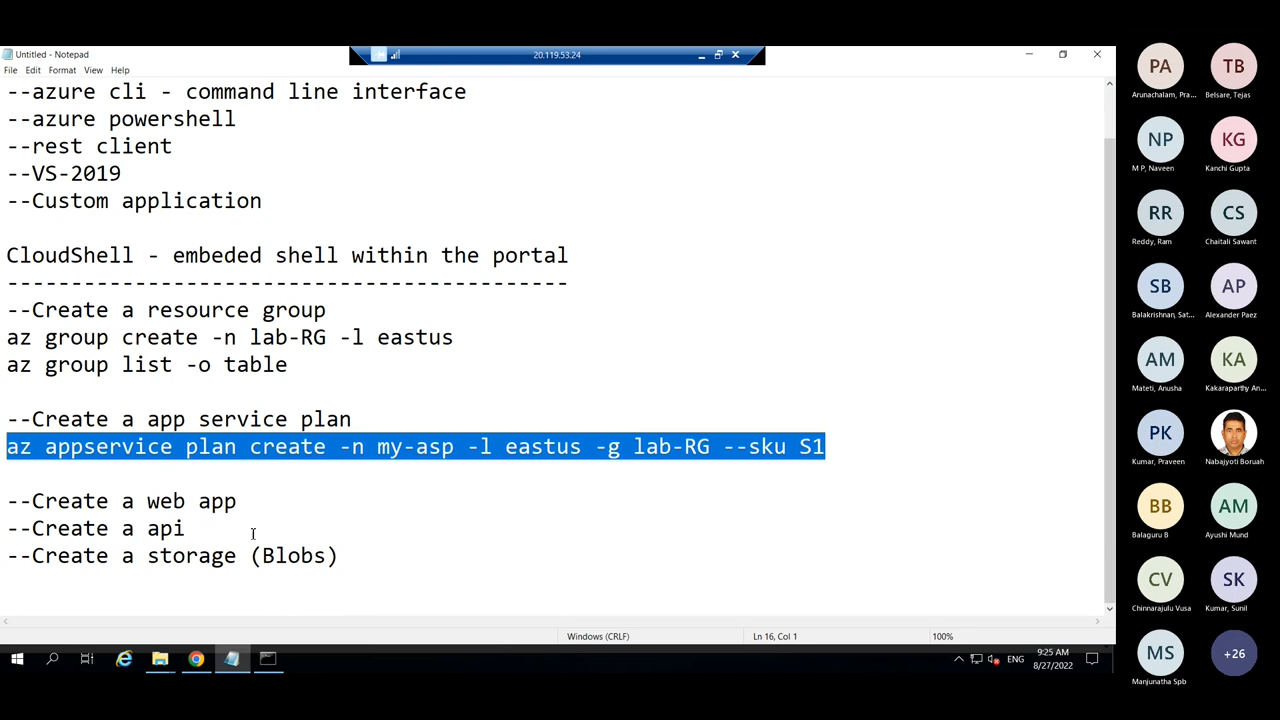 Untitled - Notepad
20.119.53.24
File Edit Format View Help
--azure cli - command line interface
--azure powershell
--rest client
--VS-2019
--Custom application
CloudShell - embeded shell within the portal
--------------------------------------------
--Create a resource group
az group create -n lab-RG -l eastus
az group list -o table
--Create a app service plan
az appservice plan create -n my-asp -l eastus -g lab-RG --sku S1
--Create a web app
--Create a api
--Create a storage (Blobs)
Windows (CRLF) Ln 16, Col 1 100%
ENG 9:25 AM
8/27/2022
PA TB
Arunachalam, Pra... Belsare, Tejas
NP KG
M P, Naveen Kanchi Gupta
RR CS
Reddy, Ram Chaitali Sawant
SB AP
Balakrishnan, Sat... Alexander Paez
AM KA
Mateti, Anusha Kakaraparthy An...
PK
Kumar, Praveen Nabajyoti Boruah
BB AM
Balaguru B Ayushi Mund
CV SK
Chinnarajulu Vusa Kumar, Sunil
MS +26
Manjunatha Spb